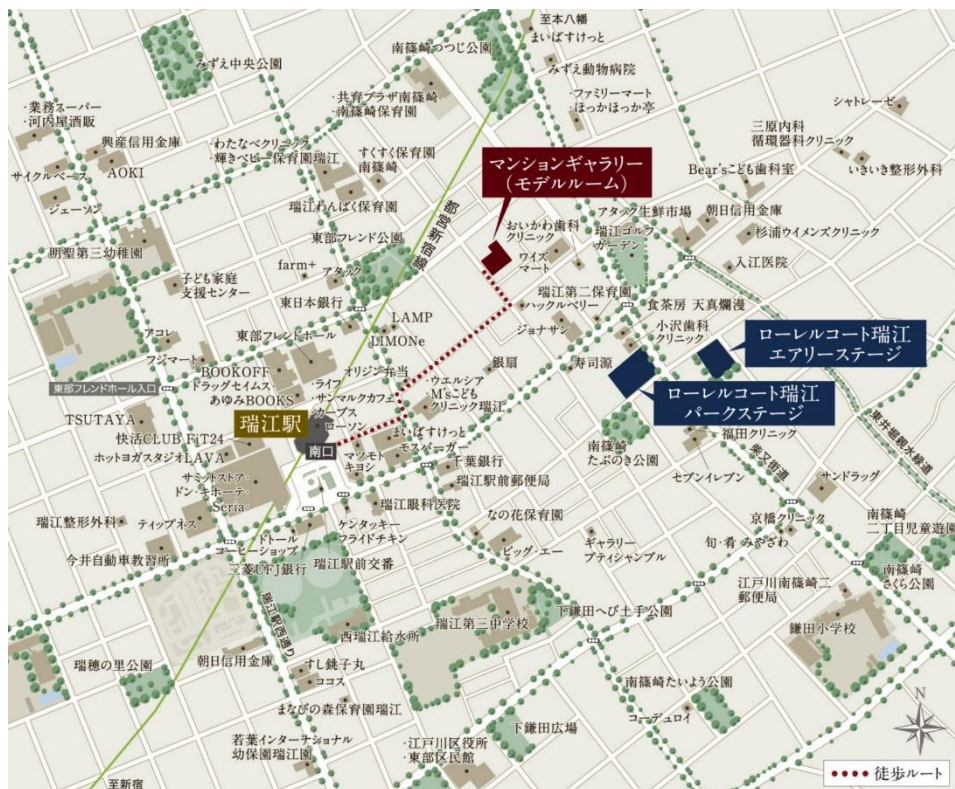 至本八幡
まいばすけっと
南篠崎つつじ公園
みずえ中央公園
みずえ動物病院
・共育プラザ南篠崎
・南篠崎保育園
・ファミリーマート
・ほっかほっか亭
シャトレーゼ
・業務スーパー
・河内屋酒販
興産信用金庫
・わたなべクリニック
・輝きベビー保育園瑞江
すくすく保育園
南篠崎
三原内科
循環器科クリニック
サイクルベース
AOKI
マンションギャラリー
（モデルルーム）
Bear'sこども歯科室
いきいき整形外科
ジェーソン
瑞江わんぱく保育園
都営新宿線
おいかわ歯科
クリニック
アタック生鮮市場
朝日信用金庫
東部フレンド公園
瑞江ゴルフ
ガーデン
杉浦ウイメンズクリニック
明聖第三幼稚園
ワイズ
マート
farm+
アタック
入江医院
子ども家庭
支援センター
東日本銀行
瑞江第二保育園
ハックルベリー
食茶房 天真爛漫
LAMP
アコレ
東部フレンドホール
LIMONe
ジョナサン
小沢歯科
クリニック
ローレルコート瑞江
エアリーステージ
フジマート
オリジン弁当
銀扇
寿司源
BOOKOFF・
ドラッグセイムス・
あゆみBOOKS
・ライフ
・サンマルクカフェ
・カーブス
・ローソン
・ウエルシア
・M'sこども
クリニック瑞江
東部フレンドホール入口
ローレルコート瑞江
パークステージ
瑞江駅
TSUTAYA
快活CLUB FiT24
ホットヨガスタジオLAVA
南口
まいばすけっと
モスバーガー
マツモト
キヨシ
南篠崎
たぶのき公園
福田クリニック
東井堀親水緑道
柴又街道
サミットストア・
ドン・キホーテ・
Seria・
千葉銀行
瑞江駅前郵便局
セブンイレブン
サンドラッグ
瑞江整形外科
ティップネス
瑞江眼科医院
なの花保育園
京橋クリニック
南篠崎
二丁目児童遊園
ドトール
コーヒーショップ
ケンタッキー
フライドチキン
旬・肴 みやざわ
今井自動車教習所
ビッグ・エー
ギャラリー
プティシャンブル
三菱UFJ銀行
瑞江駅前交番
南篠崎
さくら公園
江戸川南篠崎二
郵便局
瑞江駅西通り
瑞江第三中学校
下鎌田へび土手公園
西瑞江給水所
鎌田小学校
朝日信用金庫
瑞穂の里公園
すし銚子丸
ココス
南篠崎たいよう公園
コーデュロイ
まなびの森保育園瑞江
下鎌田広場
N
若葉インターナショナル
幼保園瑞江園
・江戸川区役所
・東部区民館
至新宿
徒歩ルート